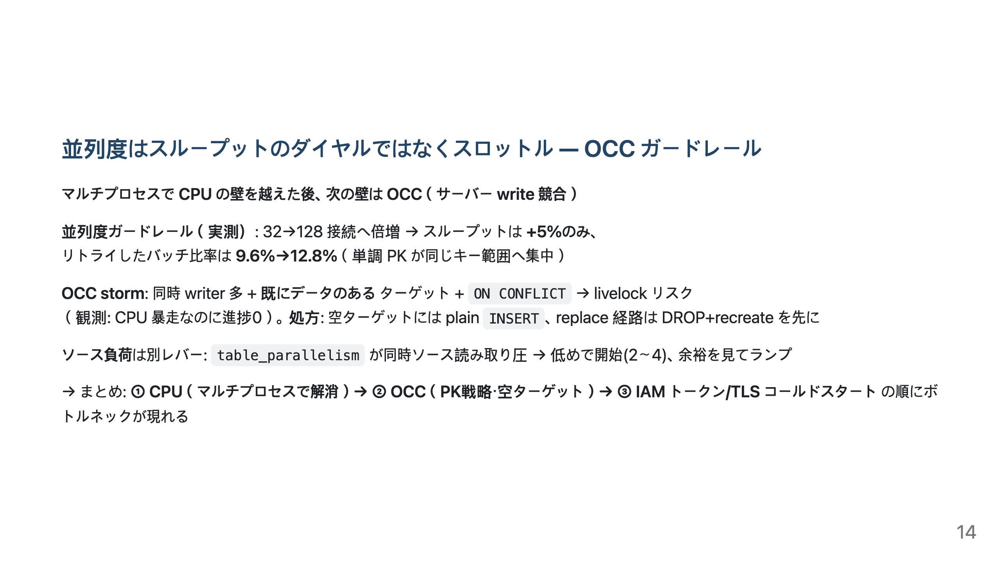 並列度はスループットのダイヤルではなくスロットル — OCC ガードレール
マルチプロセスで CPU の壁を越えた後、次の壁は OCC（サーバー write 競合）
並列度ガードレール（実測）: 32→128 接続へ倍増 → スループットは +5%のみ、
リトライしたバッチ比率は 9.6%→12.8%（単調 PK が同じキー範囲へ集中）
OCC storm: 同時 writer 多 + 既にデータのある ターゲット + ON CONFLICT → livelock リスク
（観測: CPU 暴走なのに進捗0）。処方: 空ターゲットには plain INSERT、replace 経路は DROP+recreate を先に
ソース負荷は別レバー: table_parallelism が同時ソース読み取り圧 → 低めで開始(2〜4)、余裕を見てランプ
→ まとめ: ① CPU（マルチプロセスで解消）→ ② OCC（PK戦略·空ターゲット）→ ③ IAM トークン/TLS コールドスタート の順にボ
トルネックが現れる
14